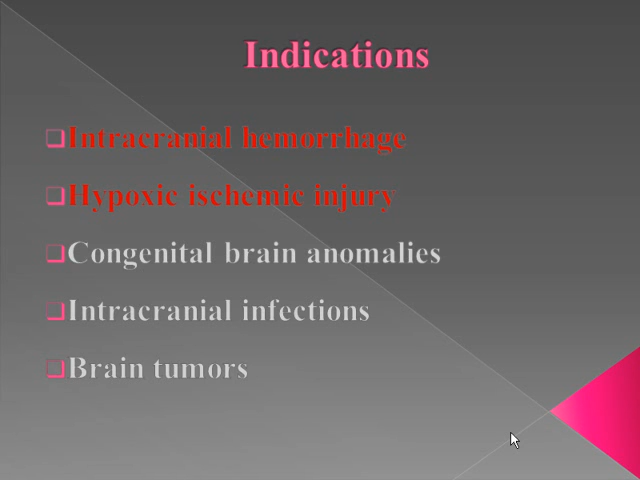 Indications
Intracranial hemorrhage
Hypoxic ischemic injury
Congenital brain anomalies
Intracranial infections
Brain tumors